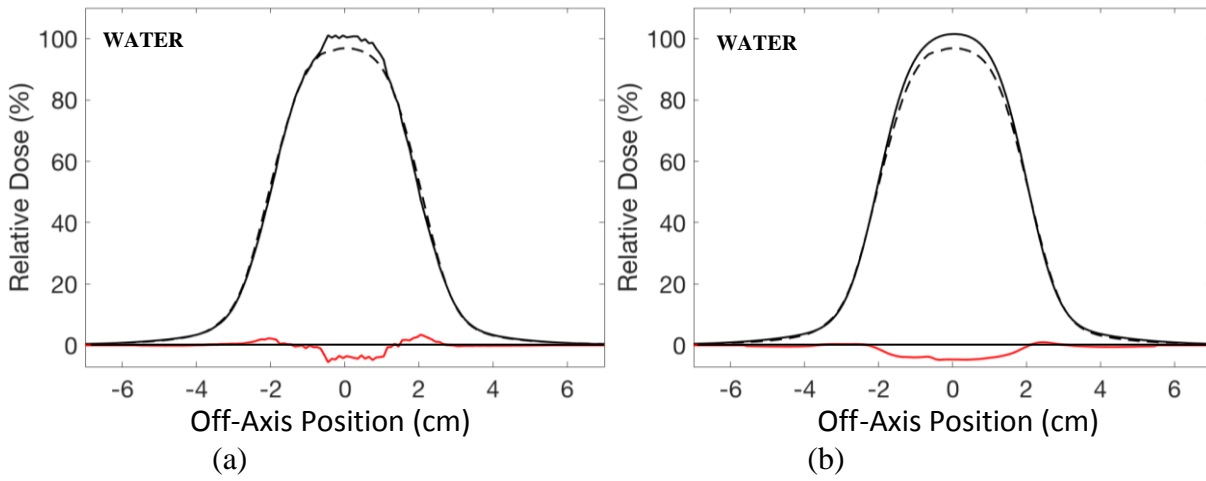 WATER
100
80
60
40
20
0
Relative Dose (%)
-6 -4 -2 0 2 4 6
Off-Axis Position (cm)
(a)
WATER
100
80
60
40
20
0
Relative Dose (%)
-6 -4 -2 0 2 4 6
Off-Axis Position (cm)
(b)